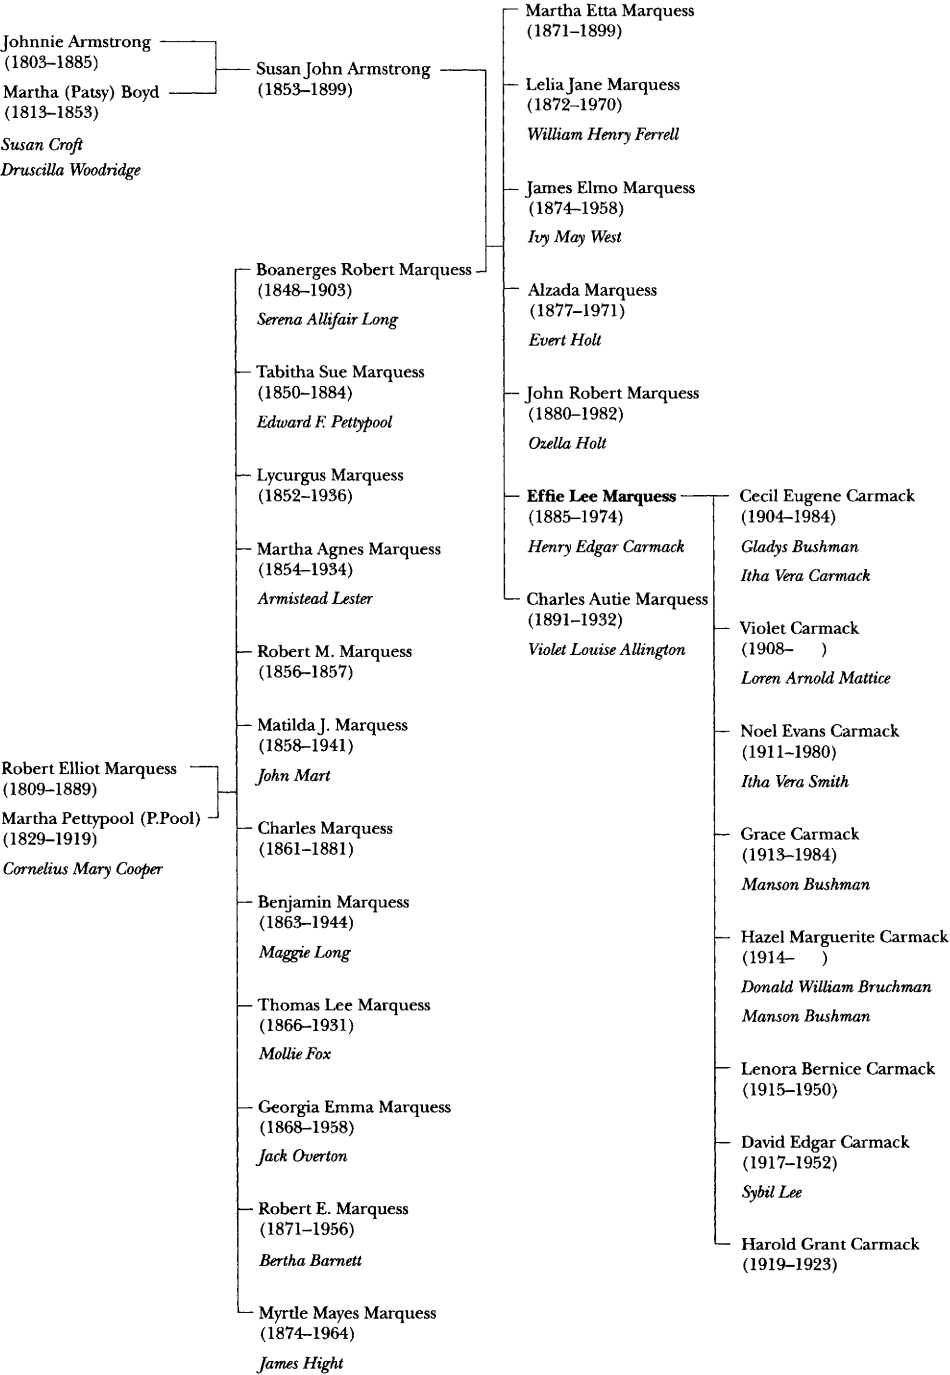 Johnnie Armstrong
(1803–1885)
Martha (Patsy) Boyd
(1813–1853)
Susan Croft
Druscilla Woodridge
Robert Elliot Marquess
(1809–1889)
Martha Pettypool (P.Pool)
(1829–1919)
Cornelius Mary Cooper
Susan John Armstrong
(1853–1899)
Boanerges Robert Marquess
(1848–1903)
Serena Allifair Long
Tabitha Sue Marquess
(1850–1884)
Edward F. Pettypool
Lycurgus Marquess
(1852–1936)
Martha Agnes Marquess
(1854–1934)
Armistead Lester
Robert M. Marquess
(1856–1857)
Matilda J. Marquess
(1858–1941)
John Mart
Charles Marquess
(1861–1881)
Benjamin Marquess
(1863–1944)
Maggie Long
Thomas Lee Marquess
(1866–1931)
Mollie Fox
Georgia Emma Marquess
(1868–1958)
Jack Overton
Robert E. Marquess
(1871–1956)
Bertha Barnett
Myrtle Mayes Marquess
(1874–1964)
James Hight
Martha Etta Marquess
(1871–1899)
Lelia Jane Marquess
(1872–1970)
William Henry Ferrell
James Elmo Marquess
(1874–1958)
Ivy May West
Alzada Marquess
(1877–1971)
Evert Holt
John Robert Marquess
(1880–1982)
Ozella Holt
Effie Lee Marquess
(1885–1974)
Henry Edgar Carmack
Charles Autie Marquess
(1891–1932)
Violet Louise Allington
Cecil Eugene Carmack
(1904–1984)
Gladys Bushman
Itha Vera Carmack
Violet Carmack
(1908– )
Loren Arnold Mattice
Noel Evans Carmack
(1911–1980)
Itha Vera Smith
Grace Carmack
(1913–1984)
Manson Bushman
Hazel Marguerite Carmack
(1914– )
Donald William Bruchman
Manson Bushman
Lenora Bernice Carmack
(1915–1950)
David Edgar Carmack
(1917–1952)
Sybil Lee
Harold Grant Carmack
(1919–1923)